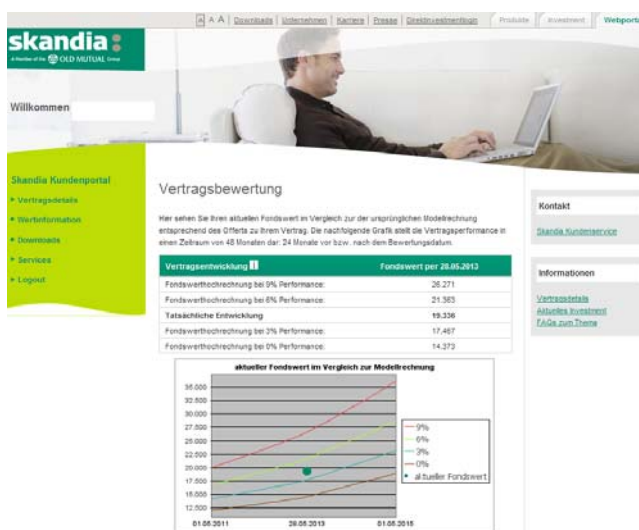 A A A | Downloads | Unternehmen | Karriere | Presse | Direktinvestmentlogin
Produkte
Investment
Webporta
skandia:
A Member of the OLD MUTUAL Group
Willkommen
Skandia Kundenportal
Vertragsdetails
Wertinformation
Downloads
Services
Logout
Vertragsbewertung
Hier sehen Sie Ihren aktuellen Fondswert im Vergleich zur der ursprünglichen Modellrechnung
entsprechend des Offerts zu Ihrem Vertrag. Die nachfolgende Grafik stellt die Vertragsperformance in
einen Zeitraum von 48 Monaten dar: 24 Monate vor bzw. nach dem Bewertungsdatum.
Vertragsentwicklung i Fondswert per 28.05.2013
Fondswerthochrechnung bei 9% Performance: 26.271
Fondswerthochrechnung bei 6% Performance: 21.363
Tatsächliche Entwicklung 19.336
Fondswerthochrechnung bei 3% Performance: 17.467
Fondswerthochrechnung bei 0% Performance: 14.373
aktueller Fondswert im Vergleich zur Modellrechnung
35.000
32.500
30.000
27.500
25.000
22.500
20.000
17.500
15.000
12.500
01.05.2011
28.05.2013
01.05.2015
9%
6%
3%
0%
aktueller Fondswert
Kontakt
Skandia Kundenservice
Informationen
Vertragsdetails
Aktuelles Investment
FAQs zum Thema